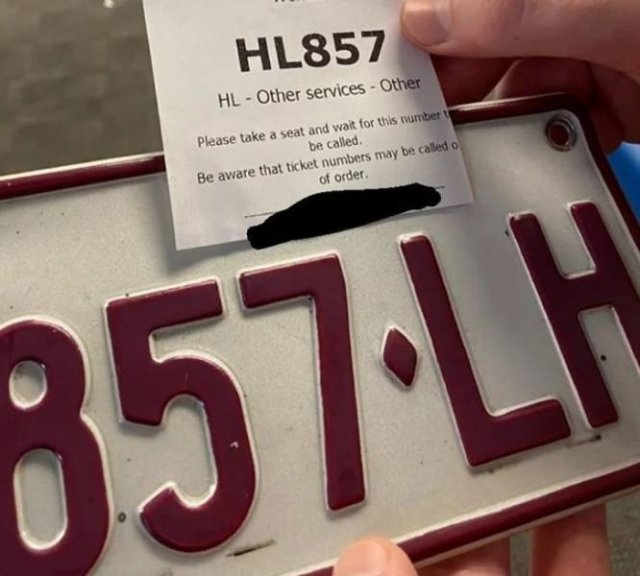 HL857
HL - Other services - Other
Please take a seat and wait for this number
be called.
Be aware that ticket numbers may be called o
of order.
857·LH